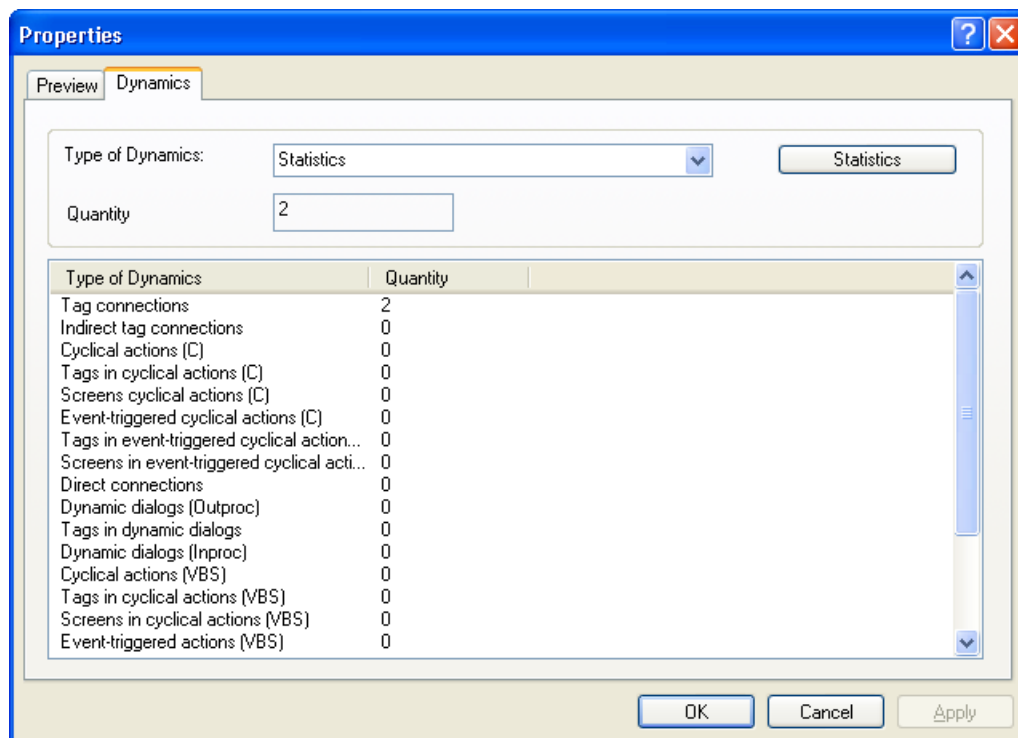 Properties
Preview Dynamics
Type of Dynamics: Statistics Statistics
Quantity 2
Type of Dynamics Quantity
Tag connections 2
Indirect tag connections 0
Cyclical actions (C) 0
Tags in cyclical actions (C) 0
Screens cyclical actions (C) 0
Event-triggered cyclical actions (C) 0
Tags in event-triggered cyclical action... 0
Screens in event-triggered cyclical acti... 0
Direct connections 0
Dynamic dialogs (Outproc) 0
Tags in dynamic dialogs 0
Dynamic dialogs (Inproc) 0
Cyclical actions (VBS) 0
Tags in cyclical actions (VBS) 0
Screens in cyclical actions (VBS) 0
Event-triggered actions (VBS) 0
OK Cancel Apply